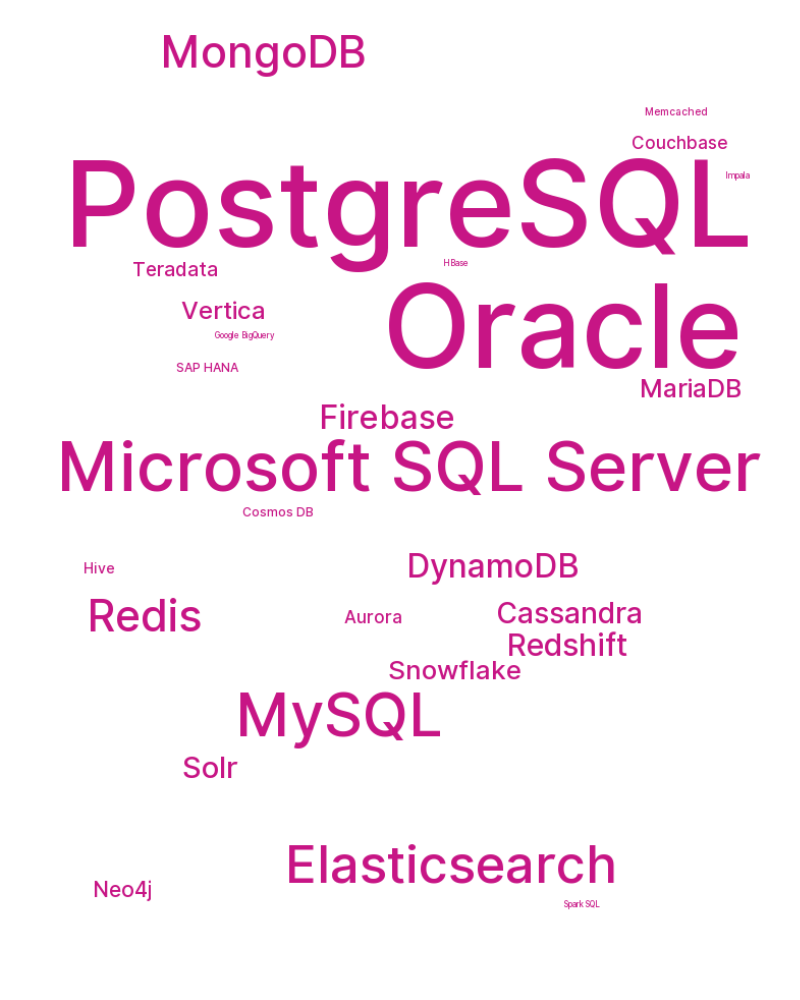 MongoDB
Memcached
Couchbase
Impala
PostgreSQL
HBase
Teradata
Vertica
Oracle
Google BigQuery
SAP HANA
MariaDB
Firebase
Microsoft SQL Server
Cosmos DB
Hive
DynamoDB
Redis
Aurora
Cassandra
Redshift
Snowflake
MySQL
Solr
Elasticsearch
Neo4j
Spark SQL